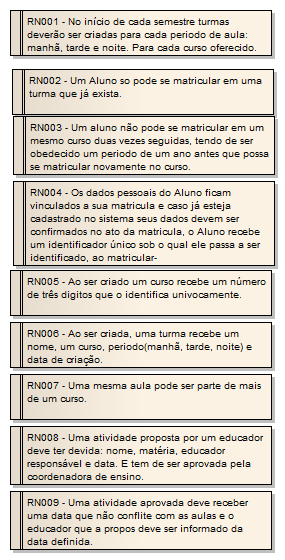 RN001 - No início de cada semestre turmas
deverão ser criadas para cada periodo de aula:
manhã, tarde e noite. Para cada curso oferecido.
RN002 - Um Aluno so pode se matricular em uma
turma que já exista.
RN003 - Um aluno não pode se matricular em um
mesmo curso duas vezes seguidas, tendo de ser
obedecido um periodo de um ano antes que possa
se matricular novamente no curso.
RN004 - Os dados pessoais do Aluno ficam
vinculados a sua matricula e caso já esteja
cadastrado no sistema seus dados devem ser
confirmados no ato da matricula, o Aluno recebe
um identificador único sob o qual ele passa a ser
identificado, ao matricular-
RN005 - Ao ser criado um curso recebe um número
de três digitos que o identifica univocamente.
RN006 - Ao ser criada, uma turma recebe um
nome, um curso, periodo(manhã, tarde, noite) e
data de criação.
RN007 - Uma mesma aula pode ser parte de mais
de um curso.
RN008 - Uma atividade proposta por um educador
deve ter devida: nome, matéria, educador
responsável e data. E tem de ser aprovada pela
coordenadora de ensino.
RN009 - Uma atividade aprovada deve receber
uma data que não conflite com as aulas e o
educador que a propos deve ser informado da
data definida.